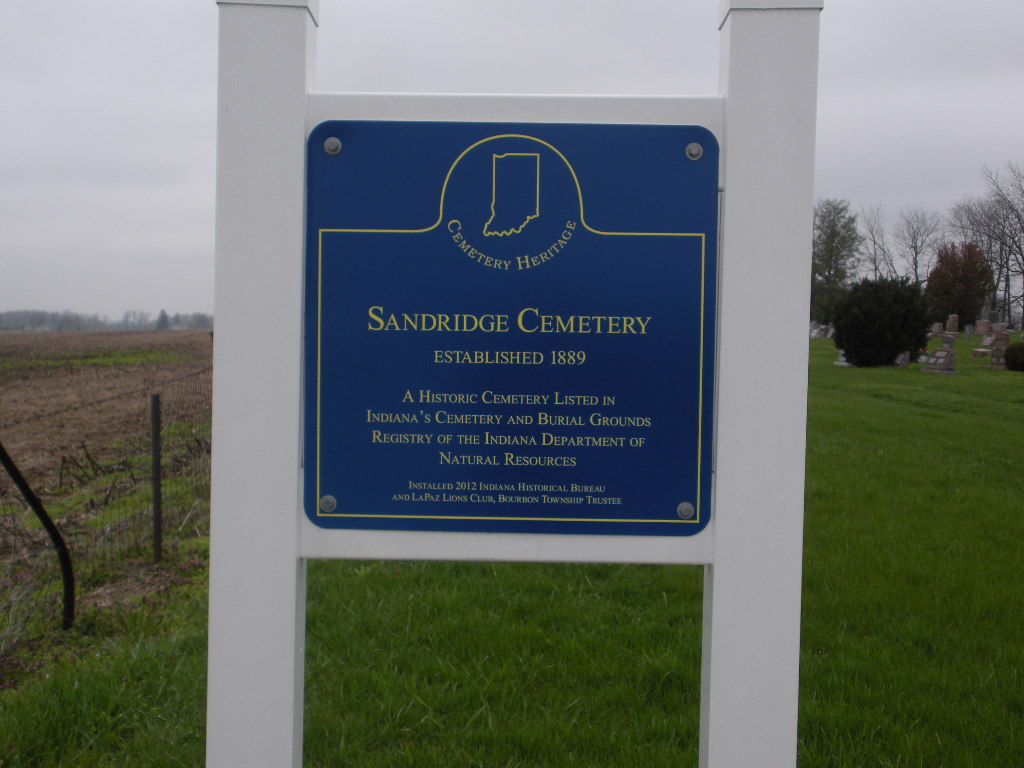 Cemetery Heritage
Sandridge Cemetery
established 1889
A Historic Cemetery Listed in
Indiana's Cemetery and Burial Grounds
Registry of the Indiana Department of
Natural Resources
Installed 2012 Indiana Historical Bureau
and LaPaz Lions Club, Bourbon Township Trustee